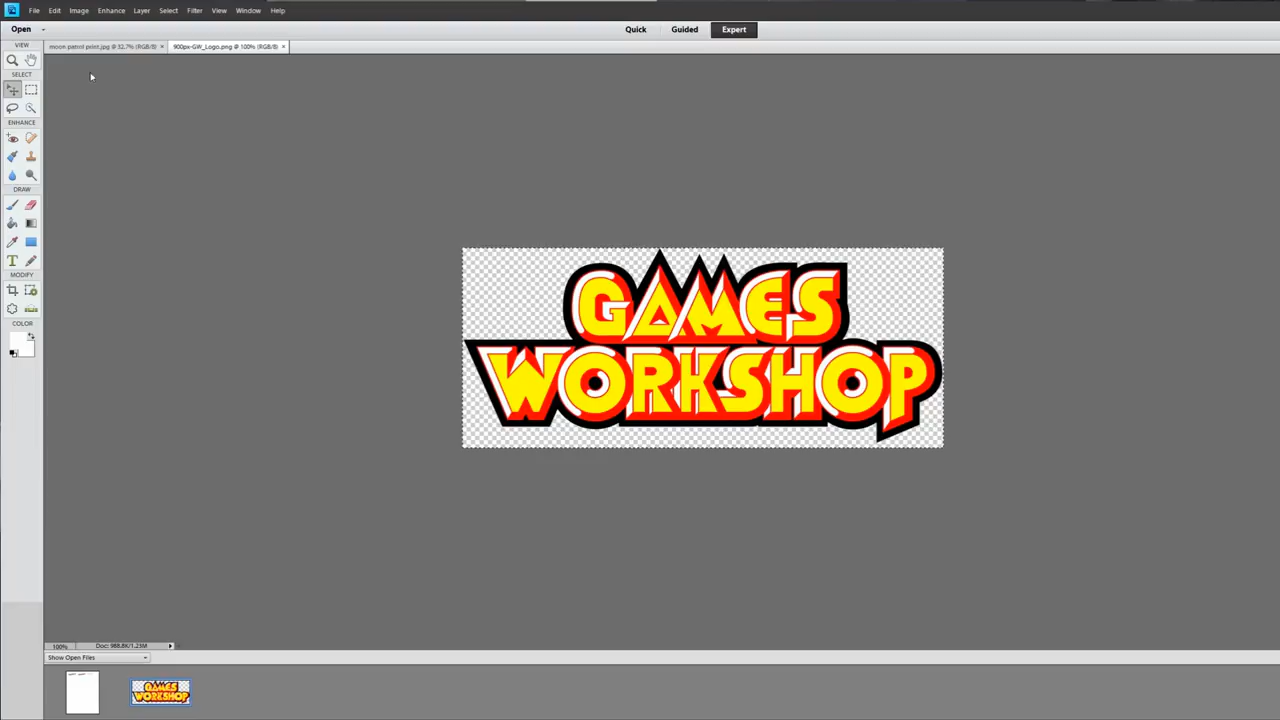 File Edit Image Enhance Layer Select Filter View Window Help
Open Quick Guided Expert
moon patrol print.jpg @ 32.7% (RGB/8) × 900px-GW_Logo.png @ 100% (RGB/8) ×
VIEW
SELECT
ENHANCE
DRAW
T
MODIFY
COLOR
GAMES
WORKSHOP
100% Doc: 988.8K/1.23M
Show Open Files
GAMES
WORKSHOP